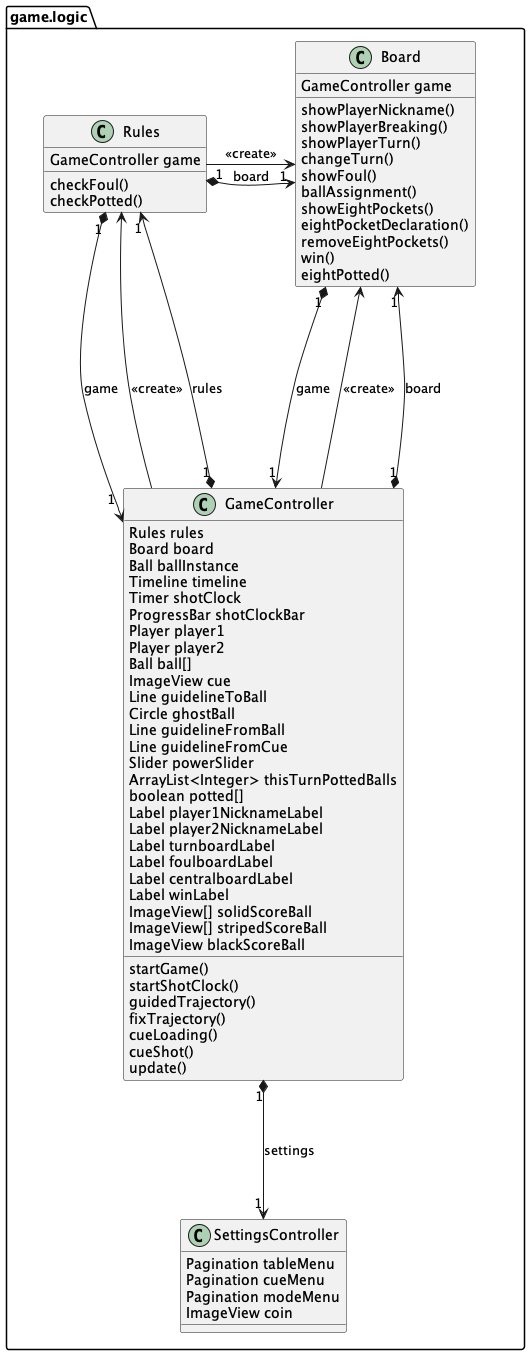 game.logic
C Board
GameController game
showPlayerNickname()
showPlayerBreaking()
showPlayerTurn()
changeTurn()
showFoul()
ballAssignment()
showEightPockets()
eightPocketDeclaration()
removeEightPockets()
win()
eightPotted()
C Rules
GameController game
checkFoul()
checkPotted()
«create»
1 board 1
1
1
1
1
1
game
«create»
rules
game
«create»
board
1
1
1
1
C GameController
Rules rules
Board board
Ball ballInstance
Timeline timeline
Timer shotClock
ProgressBar shotClockBar
Player player1
Player player2
Ball ball[]
ImageView cue
Line guidelineToBall
Circle ghostBall
Line guidelineFromBall
Line guidelineFromCue
Slider powerSlider
ArrayList<Integer> thisTurnPottedBalls
boolean potted[]
Label player1NicknameLabel
Label player2NicknameLabel
Label turnboardLabel
Label foulboardLabel
Label centralboardLabel
Label winLabel
ImageView[] solidScoreBall
ImageView[] stripedScoreBall
ImageView blackScoreBall
startGame()
startShotClock()
guidedTrajectory()
fixTrajectory()
cueLoading()
cueShot()
update()
1
settings
1
C SettingsController
Pagination tableMenu
Pagination cueMenu
Pagination modeMenu
ImageView coin